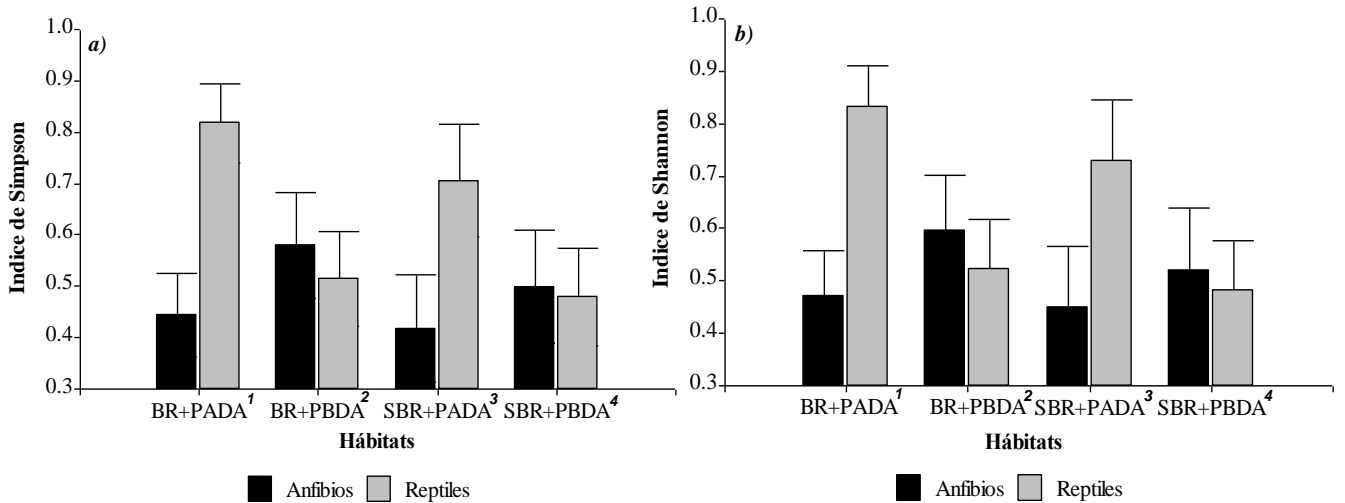 a)
Indice de Simpson
1.0
0.9
0.8
0.7
0.6
0.5
0.4
0.3
BR+PADA¹ BR+PBDA² SBR+PADA³ SBR+PBDA⁴
Hábitats
Anfibios Reptiles
b)
Indice de Shannon
1.0
0.9
0.8
0.7
0.6
0.5
0.4
0.3
BR+PADA¹ BR+PBDA² SBR+PADA³ SBR+PBDA⁴
Hábitats
Anfibios Reptiles